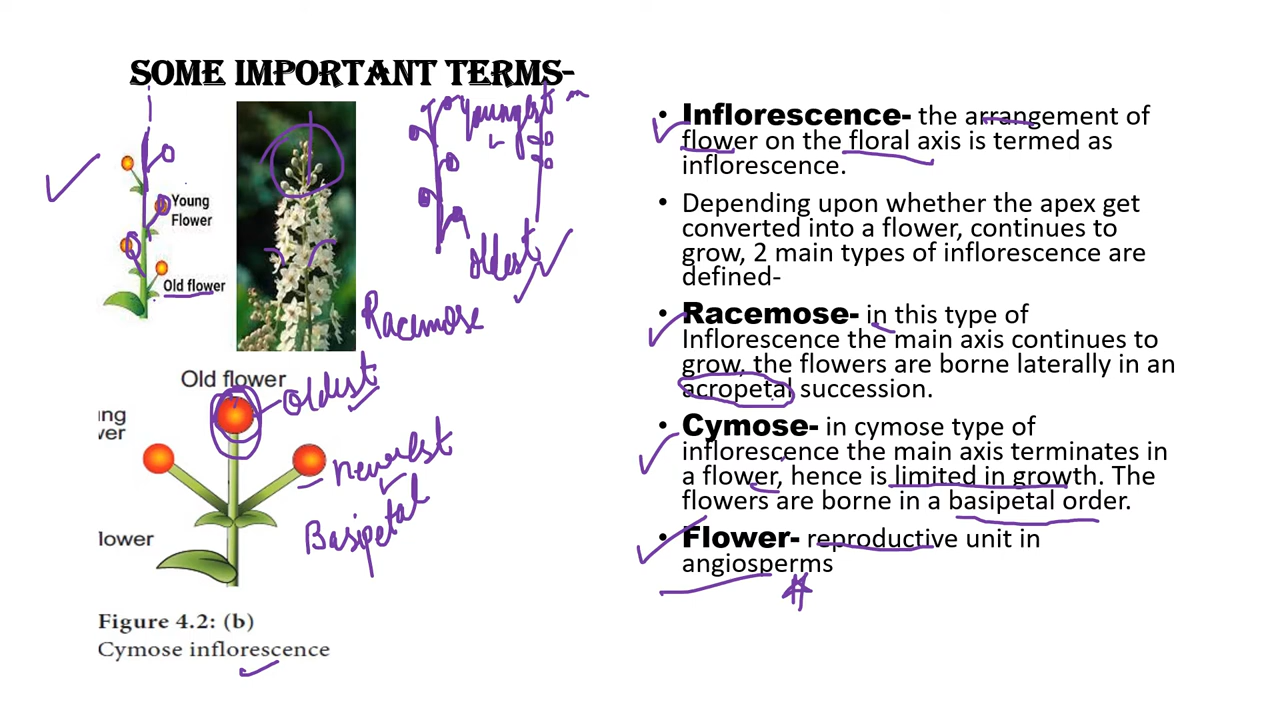 SOME IMPORTANT TERMS-
youngest
Young
Flower
Old flower
oldest
Racemose
Old flower
oldest
newest
Basipetal
lower
Figure 4.2: (b)
Cymose inflorescence
• Inflorescence- the arrangement of
flower on the floral axis is termed as
inflorescence.
• Depending upon whether the apex get
converted into a flower, continues to
grow, 2 main types of inflorescence are
defined-
• Racemose- in this type of
Inflorescence the main axis continues to
grow, the flowers are borne laterally in an
acropetal succession.
• Cymose- in cymose type of
inflorescence the main axis terminates in
a flower, hence is limited in growth. The
flowers are borne in a basipetal order.
• Flower- reproductive unit in
angiosperms